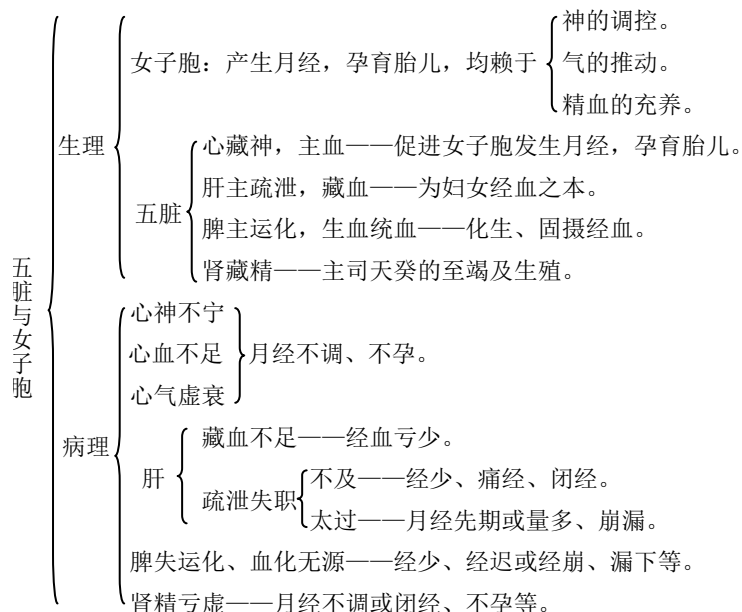 五脏与女子胞
生理
女子胞：产生月经，孕育胎儿，均赖于
神的调控。
气的推动。
精血的充养。
五脏
心藏神，主血——促进女子胞发生月经，孕育胎儿。
肝主疏泄，藏血——为妇女经血之本。
脾主运化，生血统血——化生、固摄经血。
肾藏精——主司天癸的至竭及生殖。
病理
心神不宁
心血不足
心气虚衰
月经不调、不孕。
肝
藏血不足——经血亏少。
疏泄失职
不及——经少、痛经、闭经。
太过——月经先期或量多、崩漏。
脾失运化、血化无源——经少、经迟或经崩、漏下等。
肾精亏虚——月经不调或闭经、不孕等。